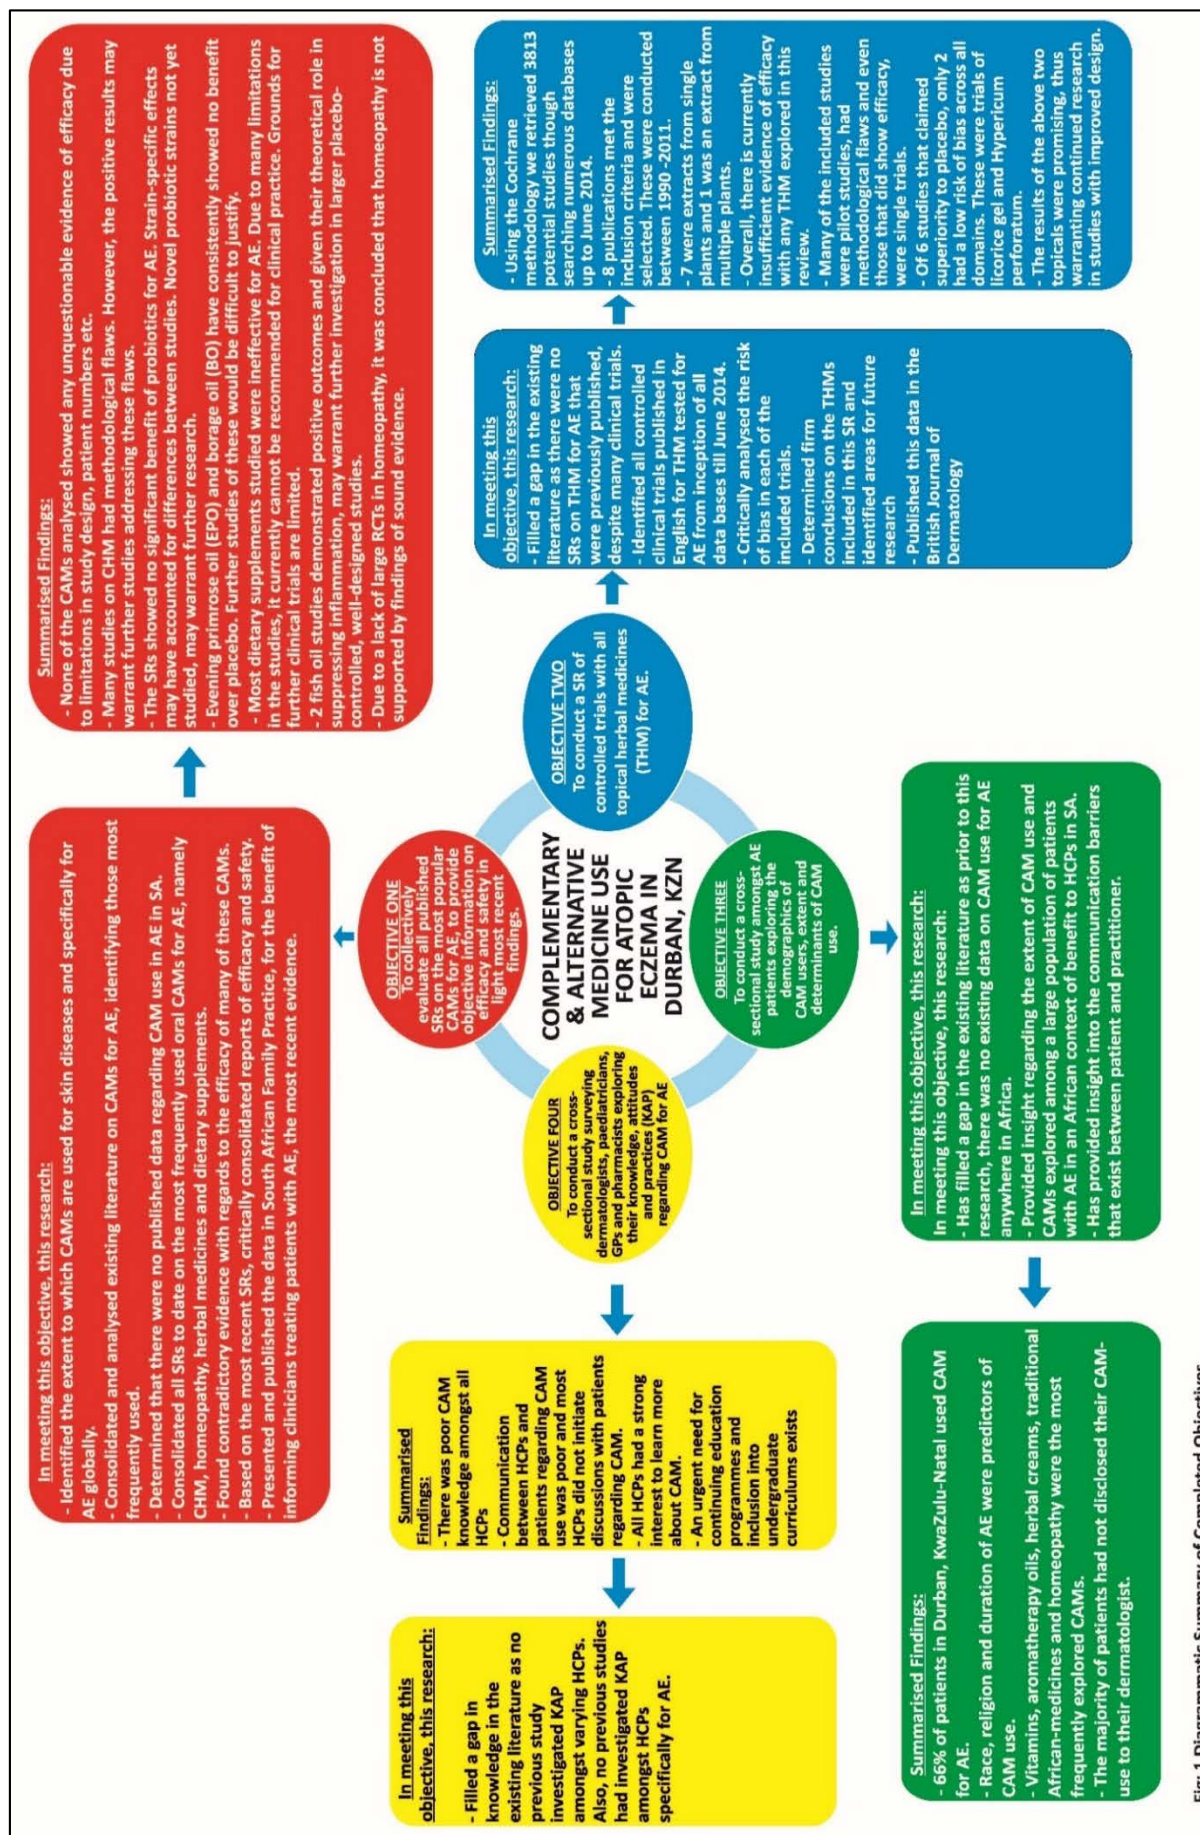 In meeting this objective, this research:
- Identified the extent to which CAMs are used for skin diseases and specifically for
AE globally.
- Consolidated and analysed existing literature on CAMs for AE, identifying those most
frequently used.
- Determined that there were no published data regarding CAM use in AE in SA.
- Consolidated all SRs to date on the most frequently used oral CAMs for AE, namely
CHM, homeopathy, herbal medicines and dietary supplements.
- Found contradictory evidence with regards to the efficacy of many of these CAMs.
- Based on the most recent SRs, critically consolidated reports of efficacy and safety.
- Presented and published the data in South African Family Practice, for the benefit of
informing clinicians treating patients with AE, the most recent evidence.
Summarised Findings:
- None of the CAMs analysed showed any unquestionable evidence of efficacy due
to limitations in study design, patient numbers etc.
- Many studies on CHM had methodological flaws. However, the positive results may
warrant further studies addressing these flaws.
- The SRs showed no significant benefit of probiotics for AE. Strain-specific effects
may have accounted for differences between studies. Novel probiotic strains not yet
studied, may warrant further research.
- Evening primrose oil (EPO) and borage oil (BO) have consistently showed no benefit
over placebo. Further studies of these would be difficult to justify.
- Most dietary supplements studied were ineffective for AE. Due to many limitations
in the studies, it currently cannot be recommended for clinical practice. Grounds for
further clinical trials are limited.
- 2 fish oil studies demonstrated positive outcomes and given their theoretical role in
suppressing inflammation, may warrant further investigation in larger placebo-
controlled, well-designed studies.
- Due to a lack of large RCTs in homeopathy, it was concluded that homeopathy is not
supported by findings of sound evidence.
OBJECTIVE ONE
To collectively
evaluate all published
SRs on the most popular
CAMs for AE, to provide
objective information on
efficacy and safety in
light most recent
findings.
COMPLEMENTARY
& ALTERNATIVE
MEDICINE USE
FOR ATOPIC
ECZEMA IN
DURBAN, KZN
OBJECTIVE TWO
To conduct a SR of
controlled trials with all
topical herbal medicines
(THM) for AE.
In meeting this
objective, this research:
- Filled a gap in the existing
literature as there were no
SRs on THM for AE that
were previously published,
despite many clinical trials.
- Identified all controlled
clinical trials published in
English for THM tested for
AE from inception of all
data bases till June 2014.
- Critically analysed the risk
of bias in each of the
included trials.
- Determined firm
conclusions on the THMs
included in this SR and
identified areas for future
research
- Published this data in the
British Journal of
Dermatology
Summarised Findings:
- Using the Cochrane
methodology we retrieved 3813
potential studies though
searching numerous databases
up to June 2014.
- 8 publications met the
inclusion criteria and were
selected. These were conducted
between 1990 -2011.
- 7 were extracts from single
plants and 1 was an extract from
multiple plants.
- Overall, there is currently
insufficient evidence of efficacy
with any THM explored in this
review.
- Many of the included studies
were pilot studies, had
methodological flaws and even
those that did show efficacy,
were single trials.
- Of 6 studies that claimed
superiority to placebo, only 2
had a low risk of bias across all
domains. These were trials of
licorice gel and Hypericum
perforatum.
- The results of the above two
topicals were promising, thus
warranting continued research
in studies with improved design.
OBJECTIVE THREE
To conduct a cross-
sectional study amongst AE
patients exploring the
demographics of
CAM users, extent and
determinants of CAM
use.
In meeting this objective, this research:
In meeting this objective, this research:
- Has filled a gap in the existing literature as prior to this
research, there was no existing data on CAM use for AE
anywhere in Africa.
- Provided insight regarding the extent of CAM use and
CAMs explored among a large population of patients
with AE in an African context of benefit to HCPs in SA.
- Has provided insight into the communication barriers
that exist between patient and practitioner.
Summarised Findings:
- 66% of patients in Durban, KwaZulu-Natal used CAM
for AE.
- Race, religion and duration of AE were predictors of
CAM use.
- Vitamins, aromatherapy oils, herbal creams, traditional
African-medicines and homeopathy were the most
frequently explored CAMs.
- The majority of patients had not disclosed their CAM-
use to their dermatologist.
OBJECTIVE FOUR
To conduct a cross-
sectional study surveying
dermatologists, paediatricians,
GPs and pharmacists exploring
their knowledge, attitudes
and practices (KAP)
regarding CAM for AE
Summarised
Findings:
- There was poor CAM
knowledge amongst all
HCPs
- Communication
between HCPs and
patients regarding CAM
use was poor and most
HCPs did not initiate
discussions with patients
regarding CAM.
- All HCPs had a strong
interest to learn more
about CAM.
- An urgent need for
continuing education
programmes and
inclusion into
undergraduate
curriculums exists
In meeting this
objective, this research:
- Filled a gap in
knowledge in the
existing literature as no
previous study
investigated KAP
amongst varying HCPs.
Also, no previous studies
had investigated KAP
amongst HCPs
specifically for AE.
Fig: 1 Diagrammatic Summary of Completed Objectives